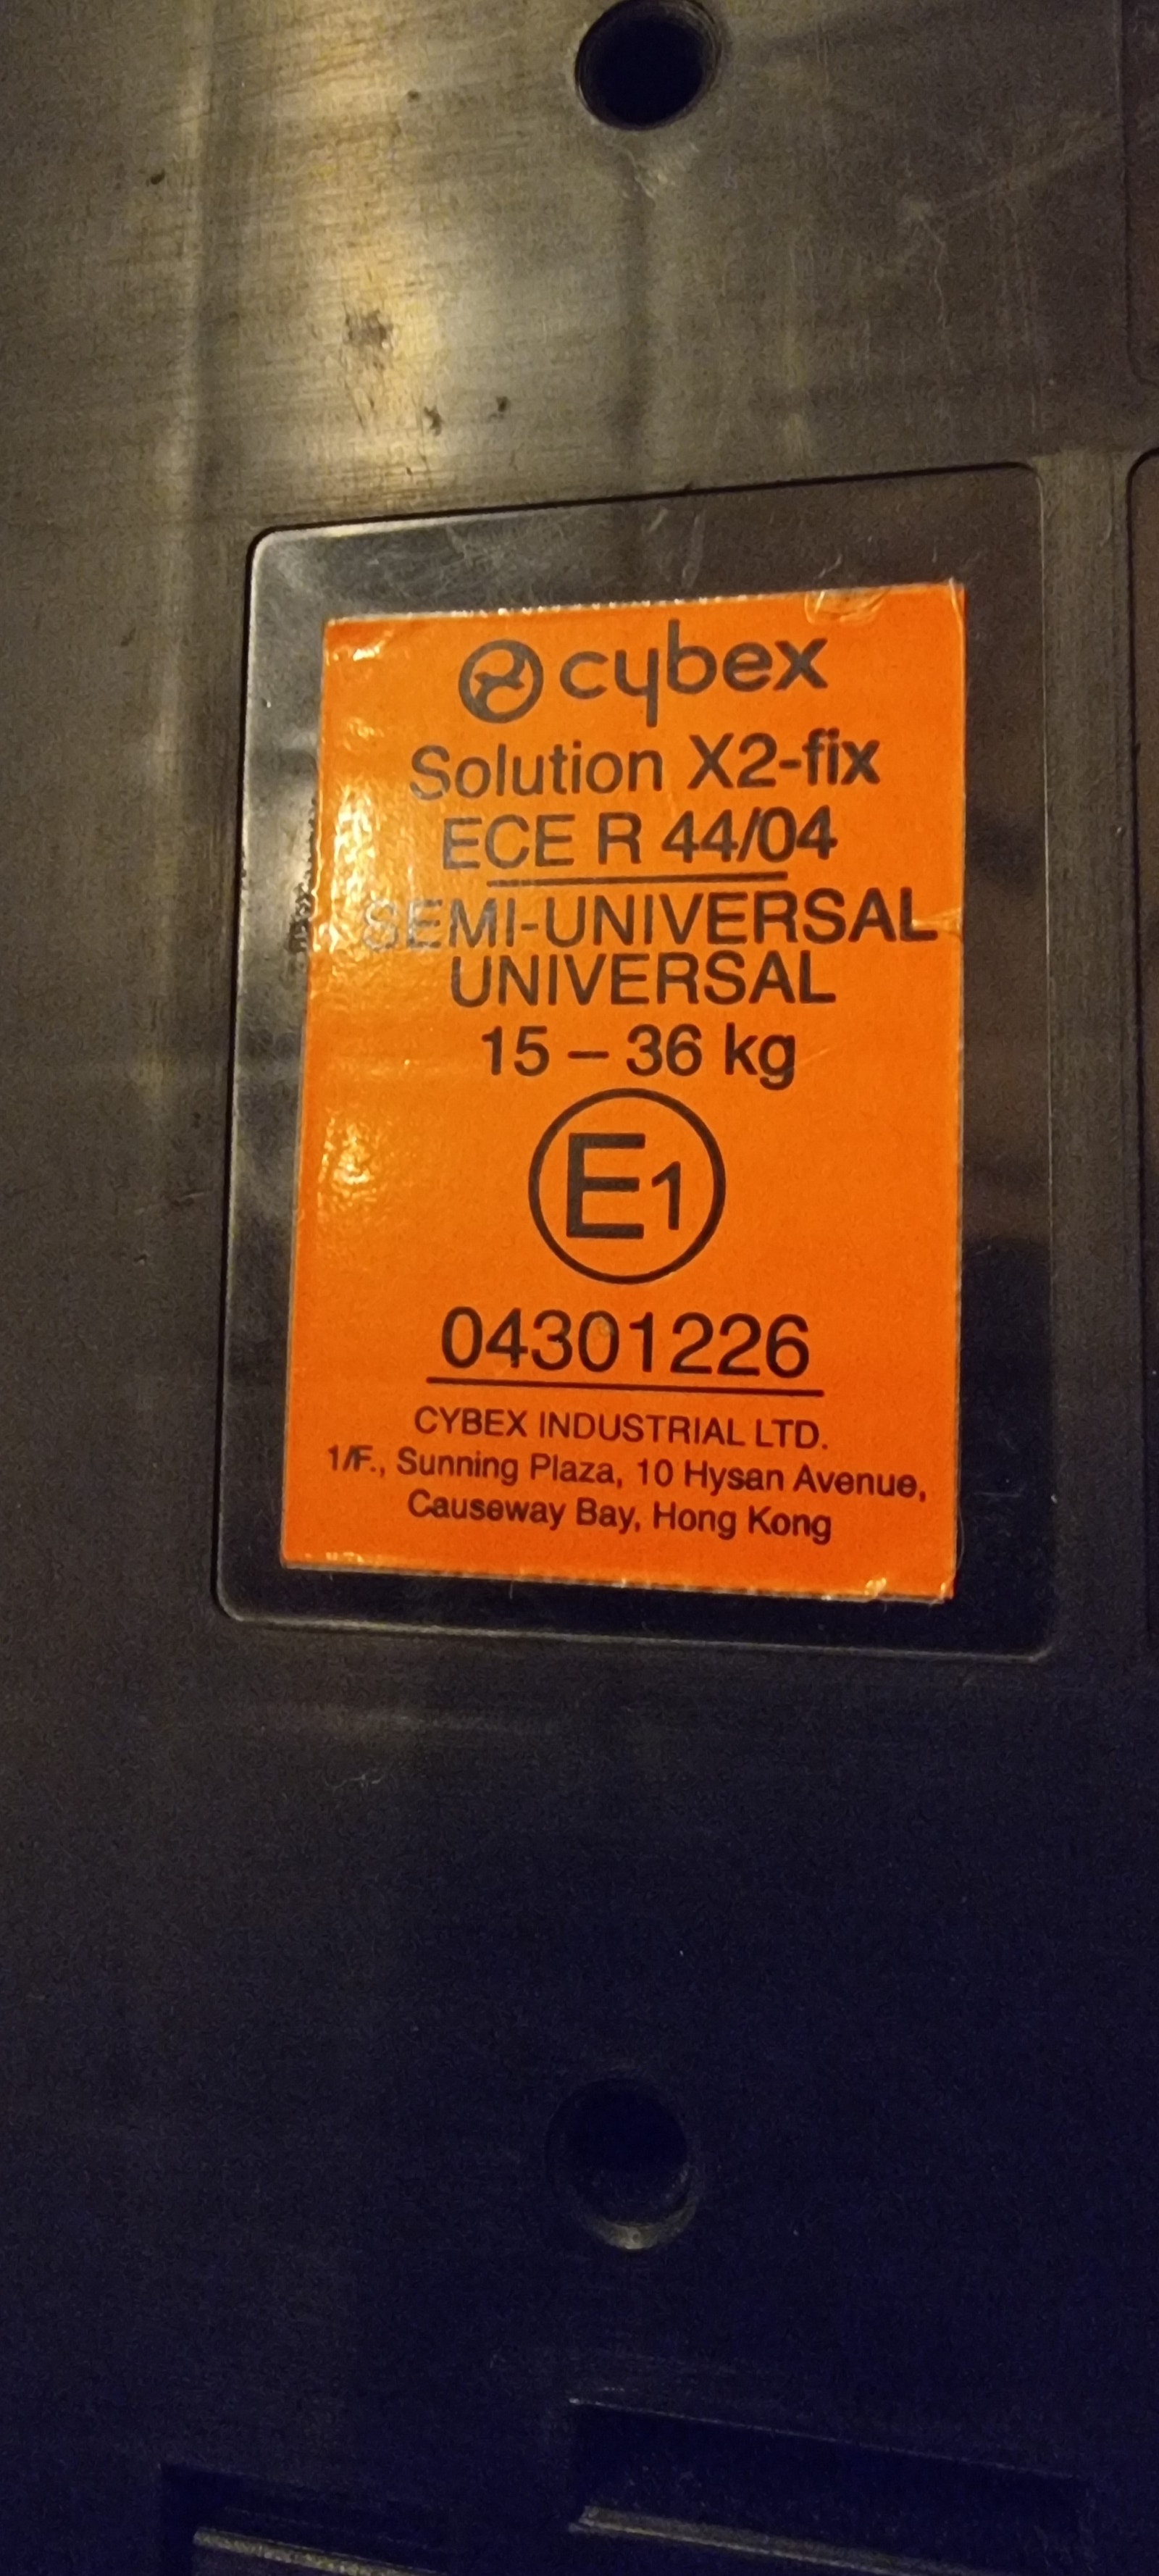 cybex
Solution X2-fix
ECE R 44/04
SEMI-UNIVERSAL
UNIVERSAL
15 – 36 kg
E1
04301226
CYBEX INDUSTRIAL LTD.
1/F., Sunning Plaza, 10 Hysan Avenue,
Causeway Bay, Hong Kong